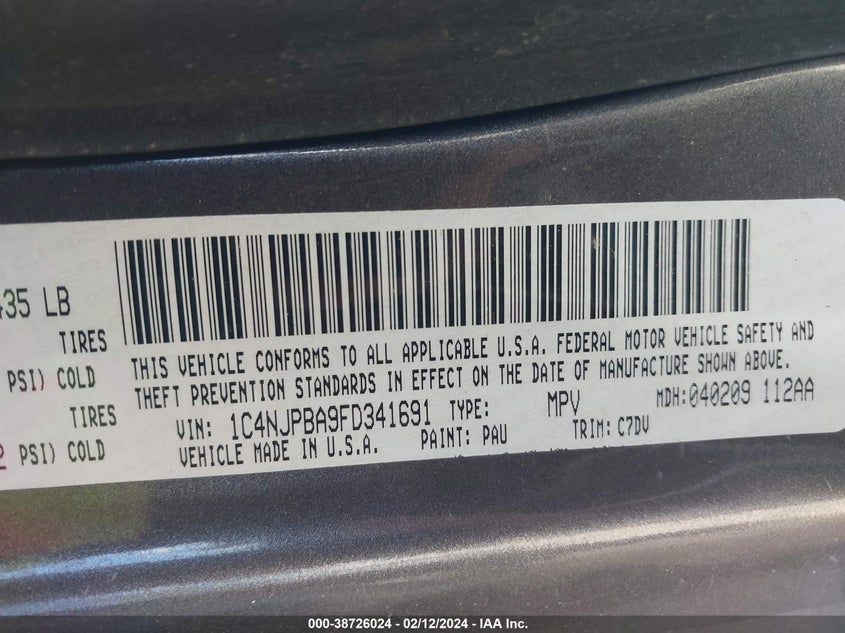 435 LB
TIRES
PSI) COLD
TIRES
PSI) COLD
THIS VEHICLE CONFORMS TO ALL APPLICABLE U.S.A. FEDERAL MOTOR VEHICLE SAFETY AND
THEFT PREVENTION STANDARDS IN EFFECT ON THE DATE OF MANUFACTURE SHOWN ABOVE.
VIN: 1C4NJPBA9FD341691 TYPE: MPV MDH:040209 112AA
VEHICLE MADE IN U.S.A. PAINT: PAU TRIM: C7DV
000-38726024 - 02/12/2024 - IAA Inc.